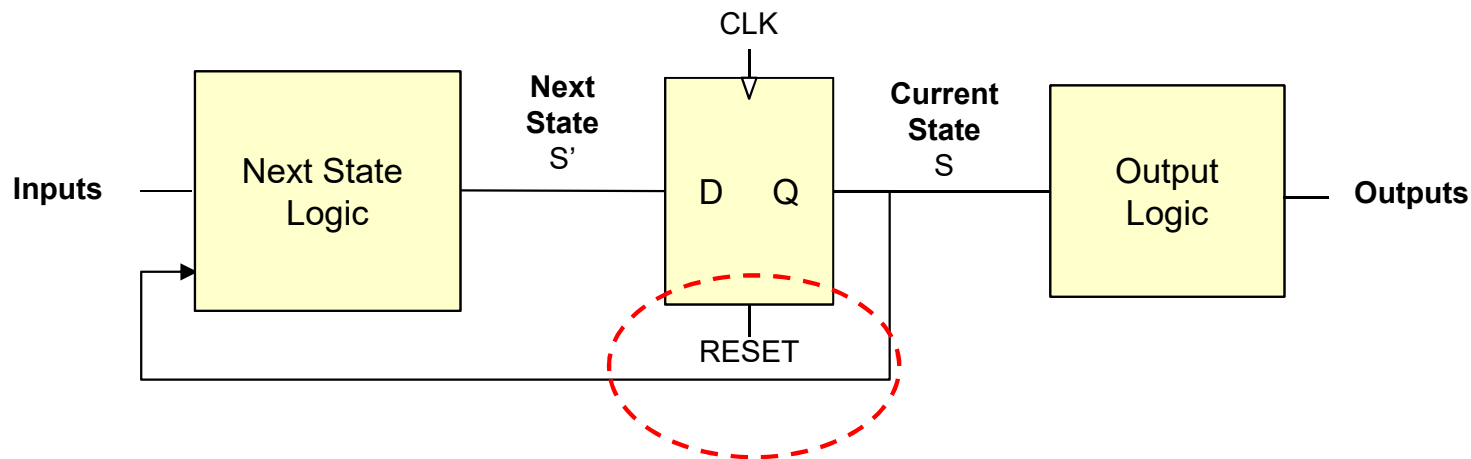 CLK
Inputs
Next State
Logic
Next
State
S’
D Q
RESET
Current
State
S
Output
Logic
Outputs